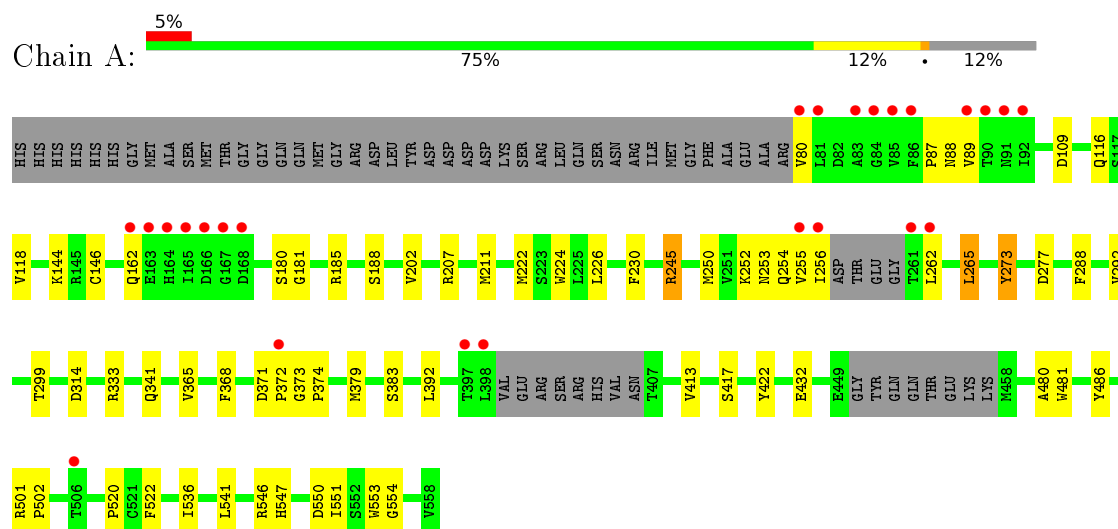 5%
Chain A:
75% 12% • 12%
HIS HIS HIS HIS HIS HIS GLY MET ALA SER MET THR GLY GLY GLN GLN MET GLY ARG ASP LEU TYR ASP ASP ASP ASP LYS SER ARG LEU GLN SER ASN ARG ILE MET GLY PHE ALA GLU ALA ARG V80 L81 D82 A83 G84 V85 F86 P87 N88 V89 T90 N91 I92 D109 Q116 S117
V118 K144 R145 C146 Q162 E163 H164 I165 D166 G167 D168 S180 G181 R185 S188 V202 R207 M211 M222 S223 W224 L225 L226 F230 R245 M250 V251 K252 N253 Q254 V255 I256 ASP THR GLU GLY T261 L262 L265 Y273 D277 F288
T299 D314 R333 Q341 V365 F368 D371 P372 G373 P374 M379 S383 L392 T397 L398 VAL GLU ARG SER ARG HIS VAL ASN T407 V413 S417 Y422 E432 E449 GLY TYR GLN GLN THR GLU LYS LYS M458 A480 W481 Y486
R501 P502 T506 P520 C521 F522 I536 L541 R546 H547 D550 I551 S552 W553 G554 V558